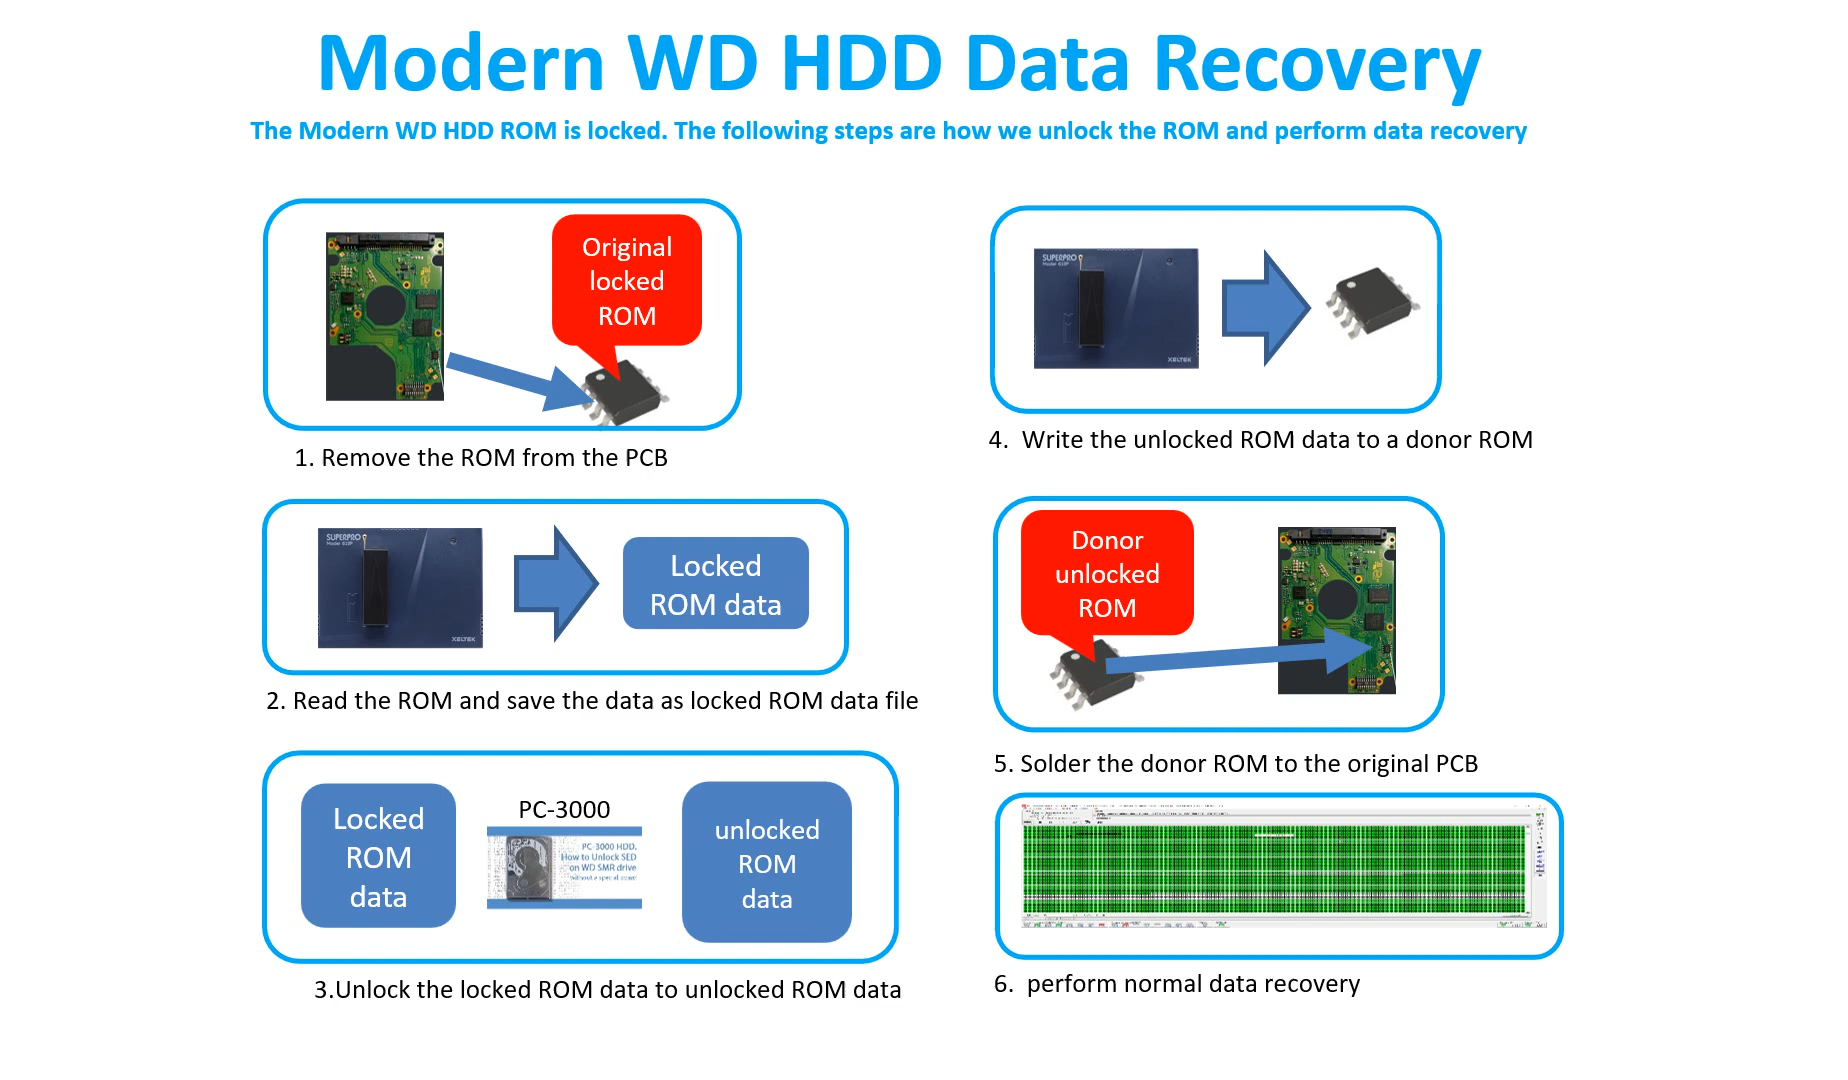 Modern WD HDD Data Recovery
The Modern WD HDD ROM is locked. The following steps are how we unlock the ROM and perform data recovery
Original
locked
ROM
1. Remove the ROM from the PCB
SUPERPRO
XELTEK
Locked
ROM data
2. Read the ROM and save the data as locked ROM data file
Locked
ROM
data
PC-3000
PC-3000 HDD.
How to Unlock SED
on WD SMR drive
without a special
unlocked
ROM
data
3.Unlock the locked ROM data to unlocked ROM data
SUPERPRO
XELTEK
4. Write the unlocked ROM data to a donor ROM
Donor
unlocked
ROM
5. Solder the donor ROM to the original PCB
6. perform normal data recovery